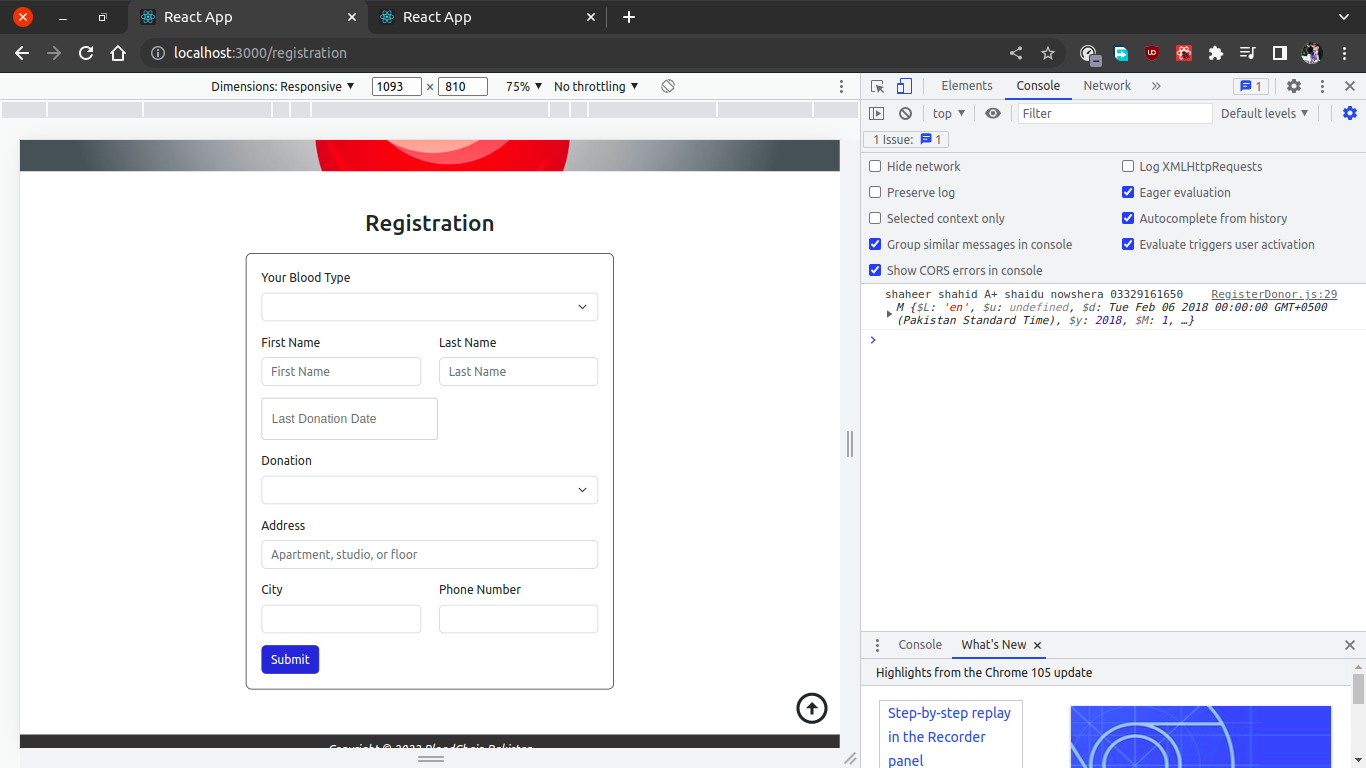 React App
React App
localhost:3000/registration
Dimensions: Responsive 1093 × 810 75% No throttling
Elements Console Network 1
top Filter Default levels
1 Issue: 1
Hide network Log XMLHttpRequests
Preserve log Eager evaluation
Selected context only Autocomplete from history
Group similar messages in console Evaluate triggers user activation
Show CORS errors in console
shaheer shahid A+ shaidu nowshera 03329161650 RegisterDonor.js:29
M {$L: 'en', $u: undefined, $d: Tue Feb 06 2018 00:00:00 GMT+0500
(Pakistan Standard Time), $y: 2018, $M: 1, …}
Registration
Your Blood Type
First Name Last Name
First Name Last Name
Last Donation Date
Donation
Address
Apartment, studio, or floor
City Phone Number
Submit
Copyright ©
Console What's New
Highlights from the Chrome 105 update
Step-by-step replay
in the Recorder
panel